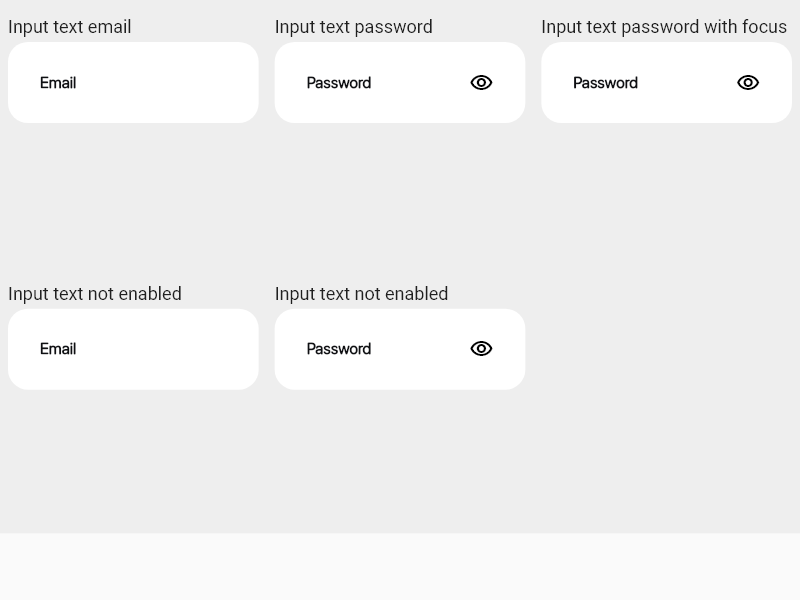 Input text email
Input text password
Input text password with focus
Email
Password
Password
Input text not enabled
Input text not enabled
Email
Password